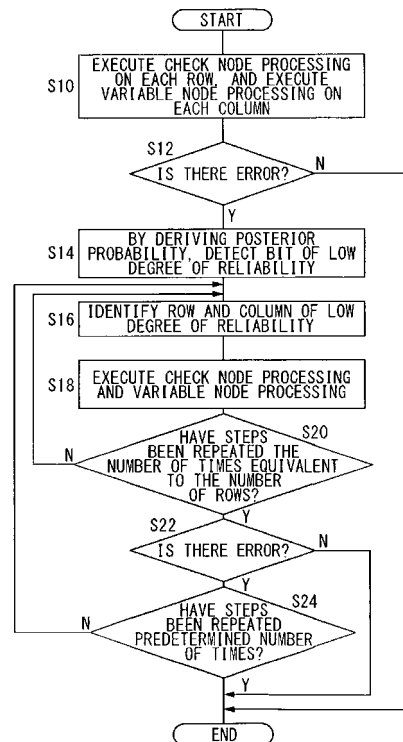 START
S10
EXECUTE CHECK NODE PROCESSING
ON EACH ROW, AND EXECUTE
VARIABLE NODE PROCESSING ON
EACH COLUMN
S12
IS THERE ERROR?
N
Y
S14
BY DERIVING POSTERIOR
PROBABILITY, DETECT BIT OF LOW
DEGREE OF RELIABILITY
S16
IDENTIFY ROW AND COLUMN OF LOW
DEGREE OF RELIABILITY
S18
EXECUTE CHECK NODE PROCESSING
AND VARIABLE NODE PROCESSING
S20
HAVE STEPS
BEEN REPEATED THE
NUMBER OF TIMES EQUIVALENT
TO THE NUMBER
OF ROWS?
N
Y
S22
IS THERE ERROR?
N
Y
S24
HAVE STEPS
BEEN REPEATED
PREDETERMINED NUMBER
OF TIMES?
N
Y
END